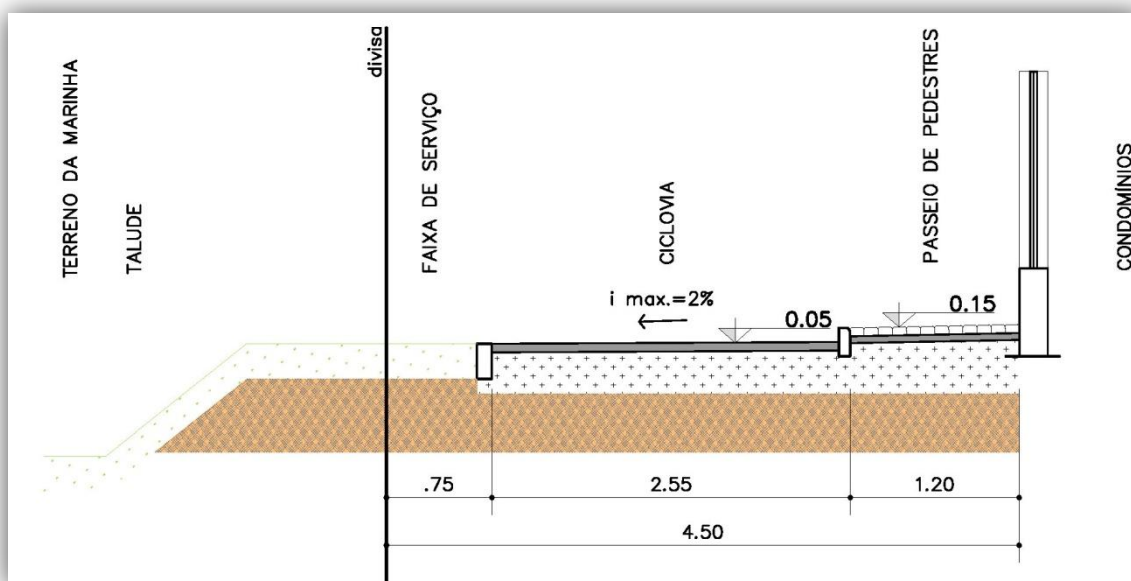 TERRENO DA MARINHA
TALUDE
divisa
FAIXA DE SERVIÇO
CICLOVIA
PASSEIO DE PEDESTRES
CONDOMÍNIOS
i max.=2%
0.05
0.15
.75
2.55
1.20
4.50